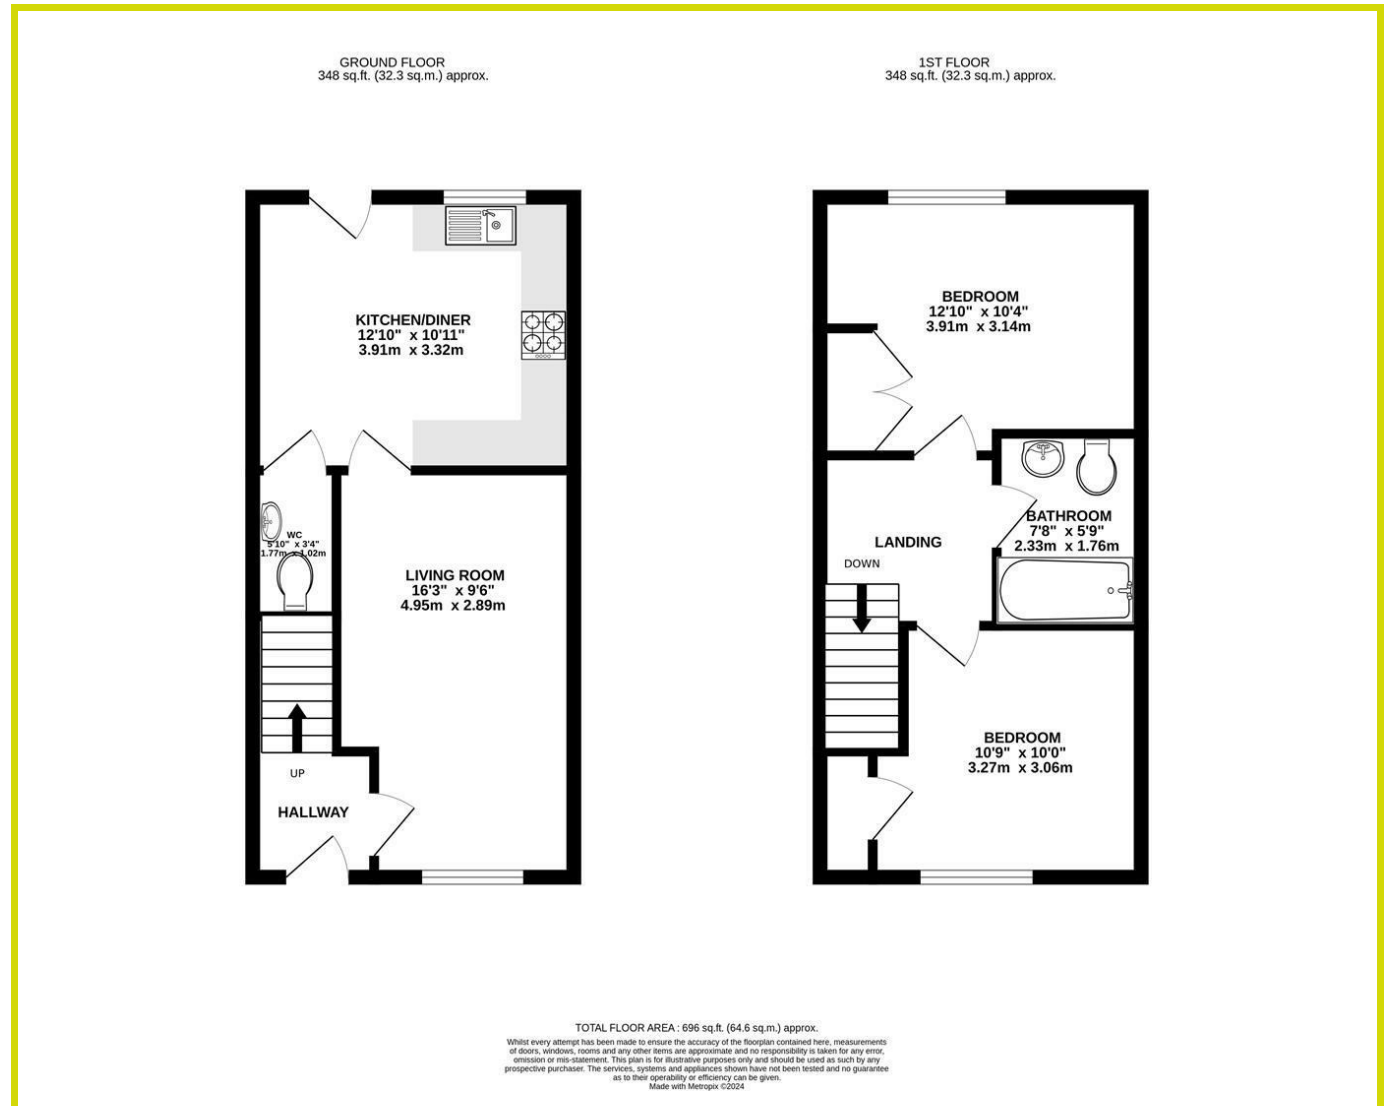 GROUND FLOOR
348 sq.ft. (32.3 sq.m.) approx.
1ST FLOOR
348 sq.ft. (32.3 sq.m.) approx.
KITCHEN/DINER
12'10" x 10'11"
3.91m x 3.32m
WC
5'10" x 3'4"
1.77m x 1.02m
LIVING ROOM
16'3" x 9'6"
4.95m x 2.89m
UP
HALLWAY
BEDROOM
12'10" x 10'4"
3.91m x 3.14m
BATHROOM
7'8" x 5'9"
2.33m x 1.76m
LANDING
DOWN
BEDROOM
10'9" x 10'0"
3.27m x 3.06m
TOTAL FLOOR AREA : 696 sq.ft. (64.6 sq.m.) approx.
Whilst every attempt has been made to ensure the accuracy of the floorplan contained here, measurements
of doors, windows, rooms and any other items are approximate and no responsibility is taken for any error,
omission or mis-statement. This plan is for illustrative purposes only and should be used as such by any
prospective purchaser. The services, systems and appliances shown have not been tested and no guarantee
as to their operability or efficiency can be given.
Made with Metropix ©2024